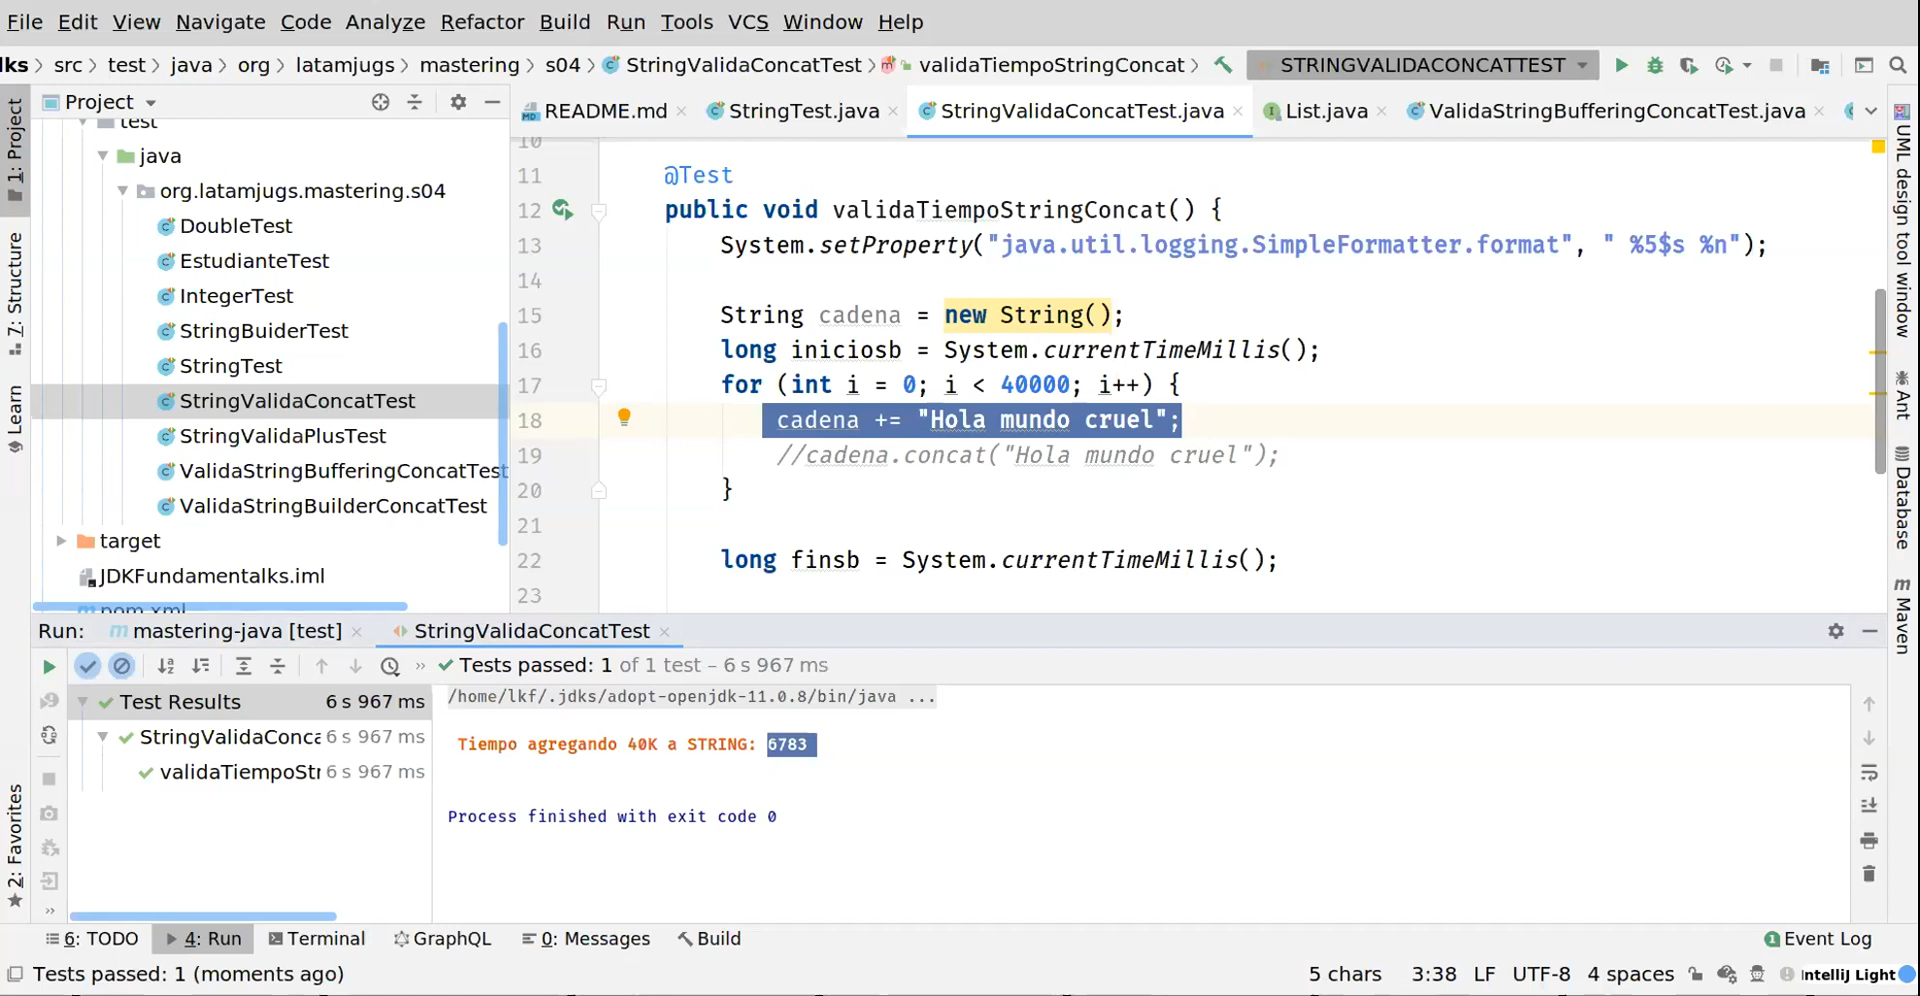 File Edit View Navigate Code Analyze Refactor Build Run Tools VCS Window Help
lks > src > test > java > org > latamjugs > mastering > s04 > StringValidaConcatTest > validaTiempoStringConcat > STRINGVALIDACONCATTEST
1: Project
7: Structure
Learn
2: Favorites
Project
test
java
org.latamjugs.mastering.s04
DoubleTest
EstudianteTest
IntegerTest
StringBuiderTest
StringTest
StringValidaConcatTest
StringValidaPlusTest
ValidaStringBufferingConcatTest
ValidaStringBuilderConcatTest
target
JDKFundamentalks.iml
pom.xml
README.md StringTest.java StringValidaConcatTest.java List.java ValidaStringBufferingConcatTest.java
10
11 @Test
12 public void validaTiempoStringConcat() {
13 System.setProperty("java.util.logging.SimpleFormatter.format", " %5$s %n");
14
15 String cadena = new String();
16 long iniciosb = System.currentTimeMillis();
17 for (int i = 0; i < 40000; i++) {
18 cadena += "Hola mundo cruel";
19 //cadena.concat("Hola mundo cruel");
20 }
21
22 long finsb = System.currentTimeMillis();
23
UML design tool window
Ant
Database
Maven
Run: mastering-java [test] StringValidaConcatTest
Tests passed: 1 of 1 test – 6 s 967 ms
Test Results 6 s 967 ms
StringValidaConca 6 s 967 ms
validaTiempoStr 6 s 967 ms
/home/lkf/.jdks/adopt-openjdk-11.0.8/bin/java ...
Tiempo agregando 40K a STRING: 6783
Process finished with exit code 0
6: TODO 4: Run Terminal GraphQL 0: Messages Build 1 Event Log
Tests passed: 1 (moments ago) 5 chars 3:38 LF UTF-8 4 spaces IntelliJ Light